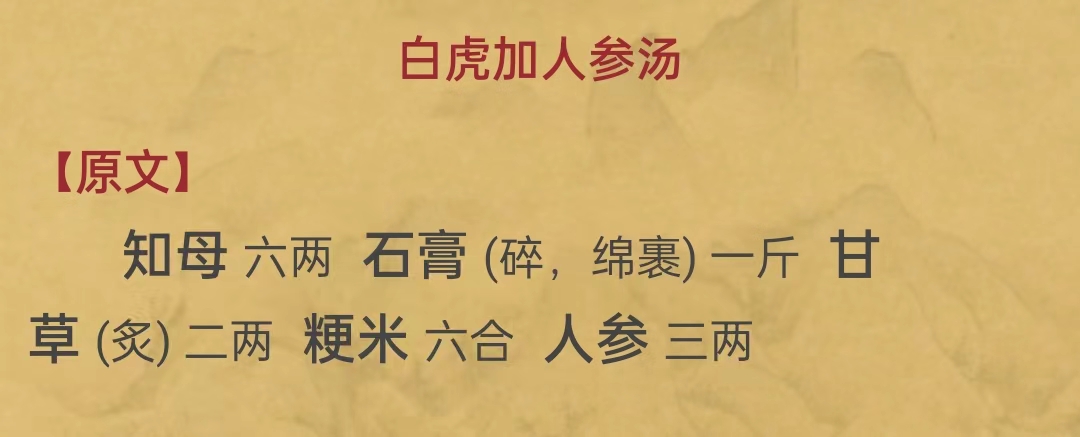 白虎加人参汤
【原文】
知母 六两 石膏 (碎，绵裹) 一斤 甘
草 (炙) 二两 粳米 六合 人参 三两